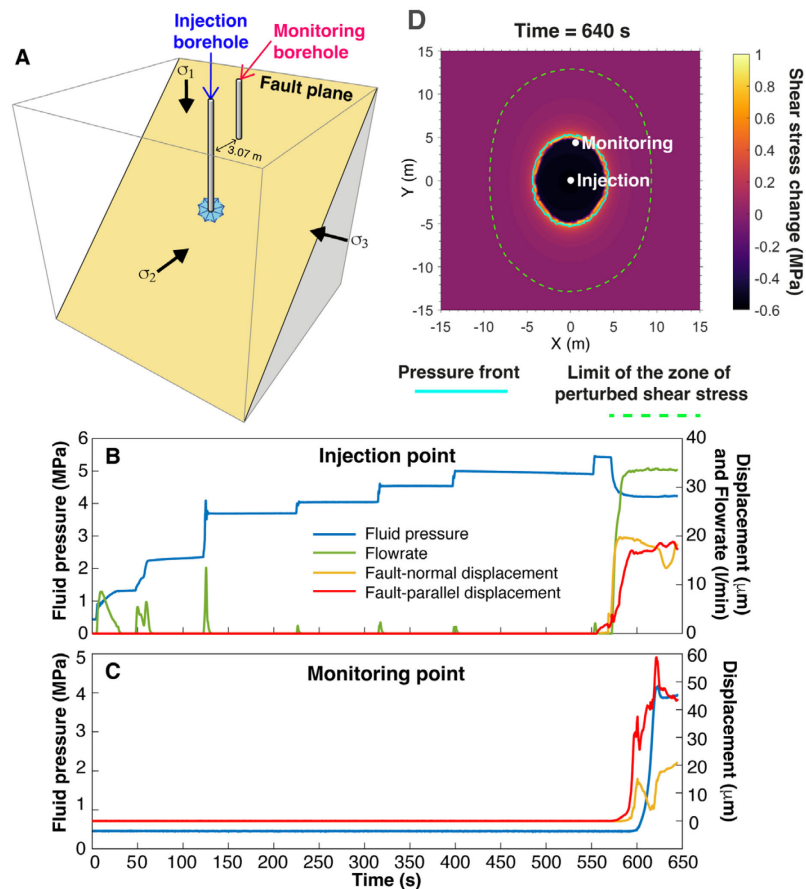 A
Injection
borehole
Monitoring
borehole
σ1
Fault plane
3.07 m
σ2
σ3
D
Time = 640 s
15
10
5
0
-5
-10
-15
Y (m)
Monitoring
Injection
-15 -10 -5 0 5 10 15
X (m)
1
0.8
0.6
0.4
0.2
0
-0.2
-0.4
-0.6
Shear stress change (MPa)
Pressure front
Limit of the zone of
perturbed shear stress
B
Injection point
Fluid pressure (MPa)
6
5
4
3
2
1
0
Fluid pressure
Flowrate
Fault-normal displacement
Fault-parallel displacement
40
30
20
10
0
Displacement (μm)
and Flowrate (l/min)
C
Monitoring point
Fluid pressure (MPa)
5
4
3
2
1
0
60
50
40
30
20
10
0
Displacement (μm)
0 50 100 150 200 250 300 350 400 450 500 550 600 650
Time (s)